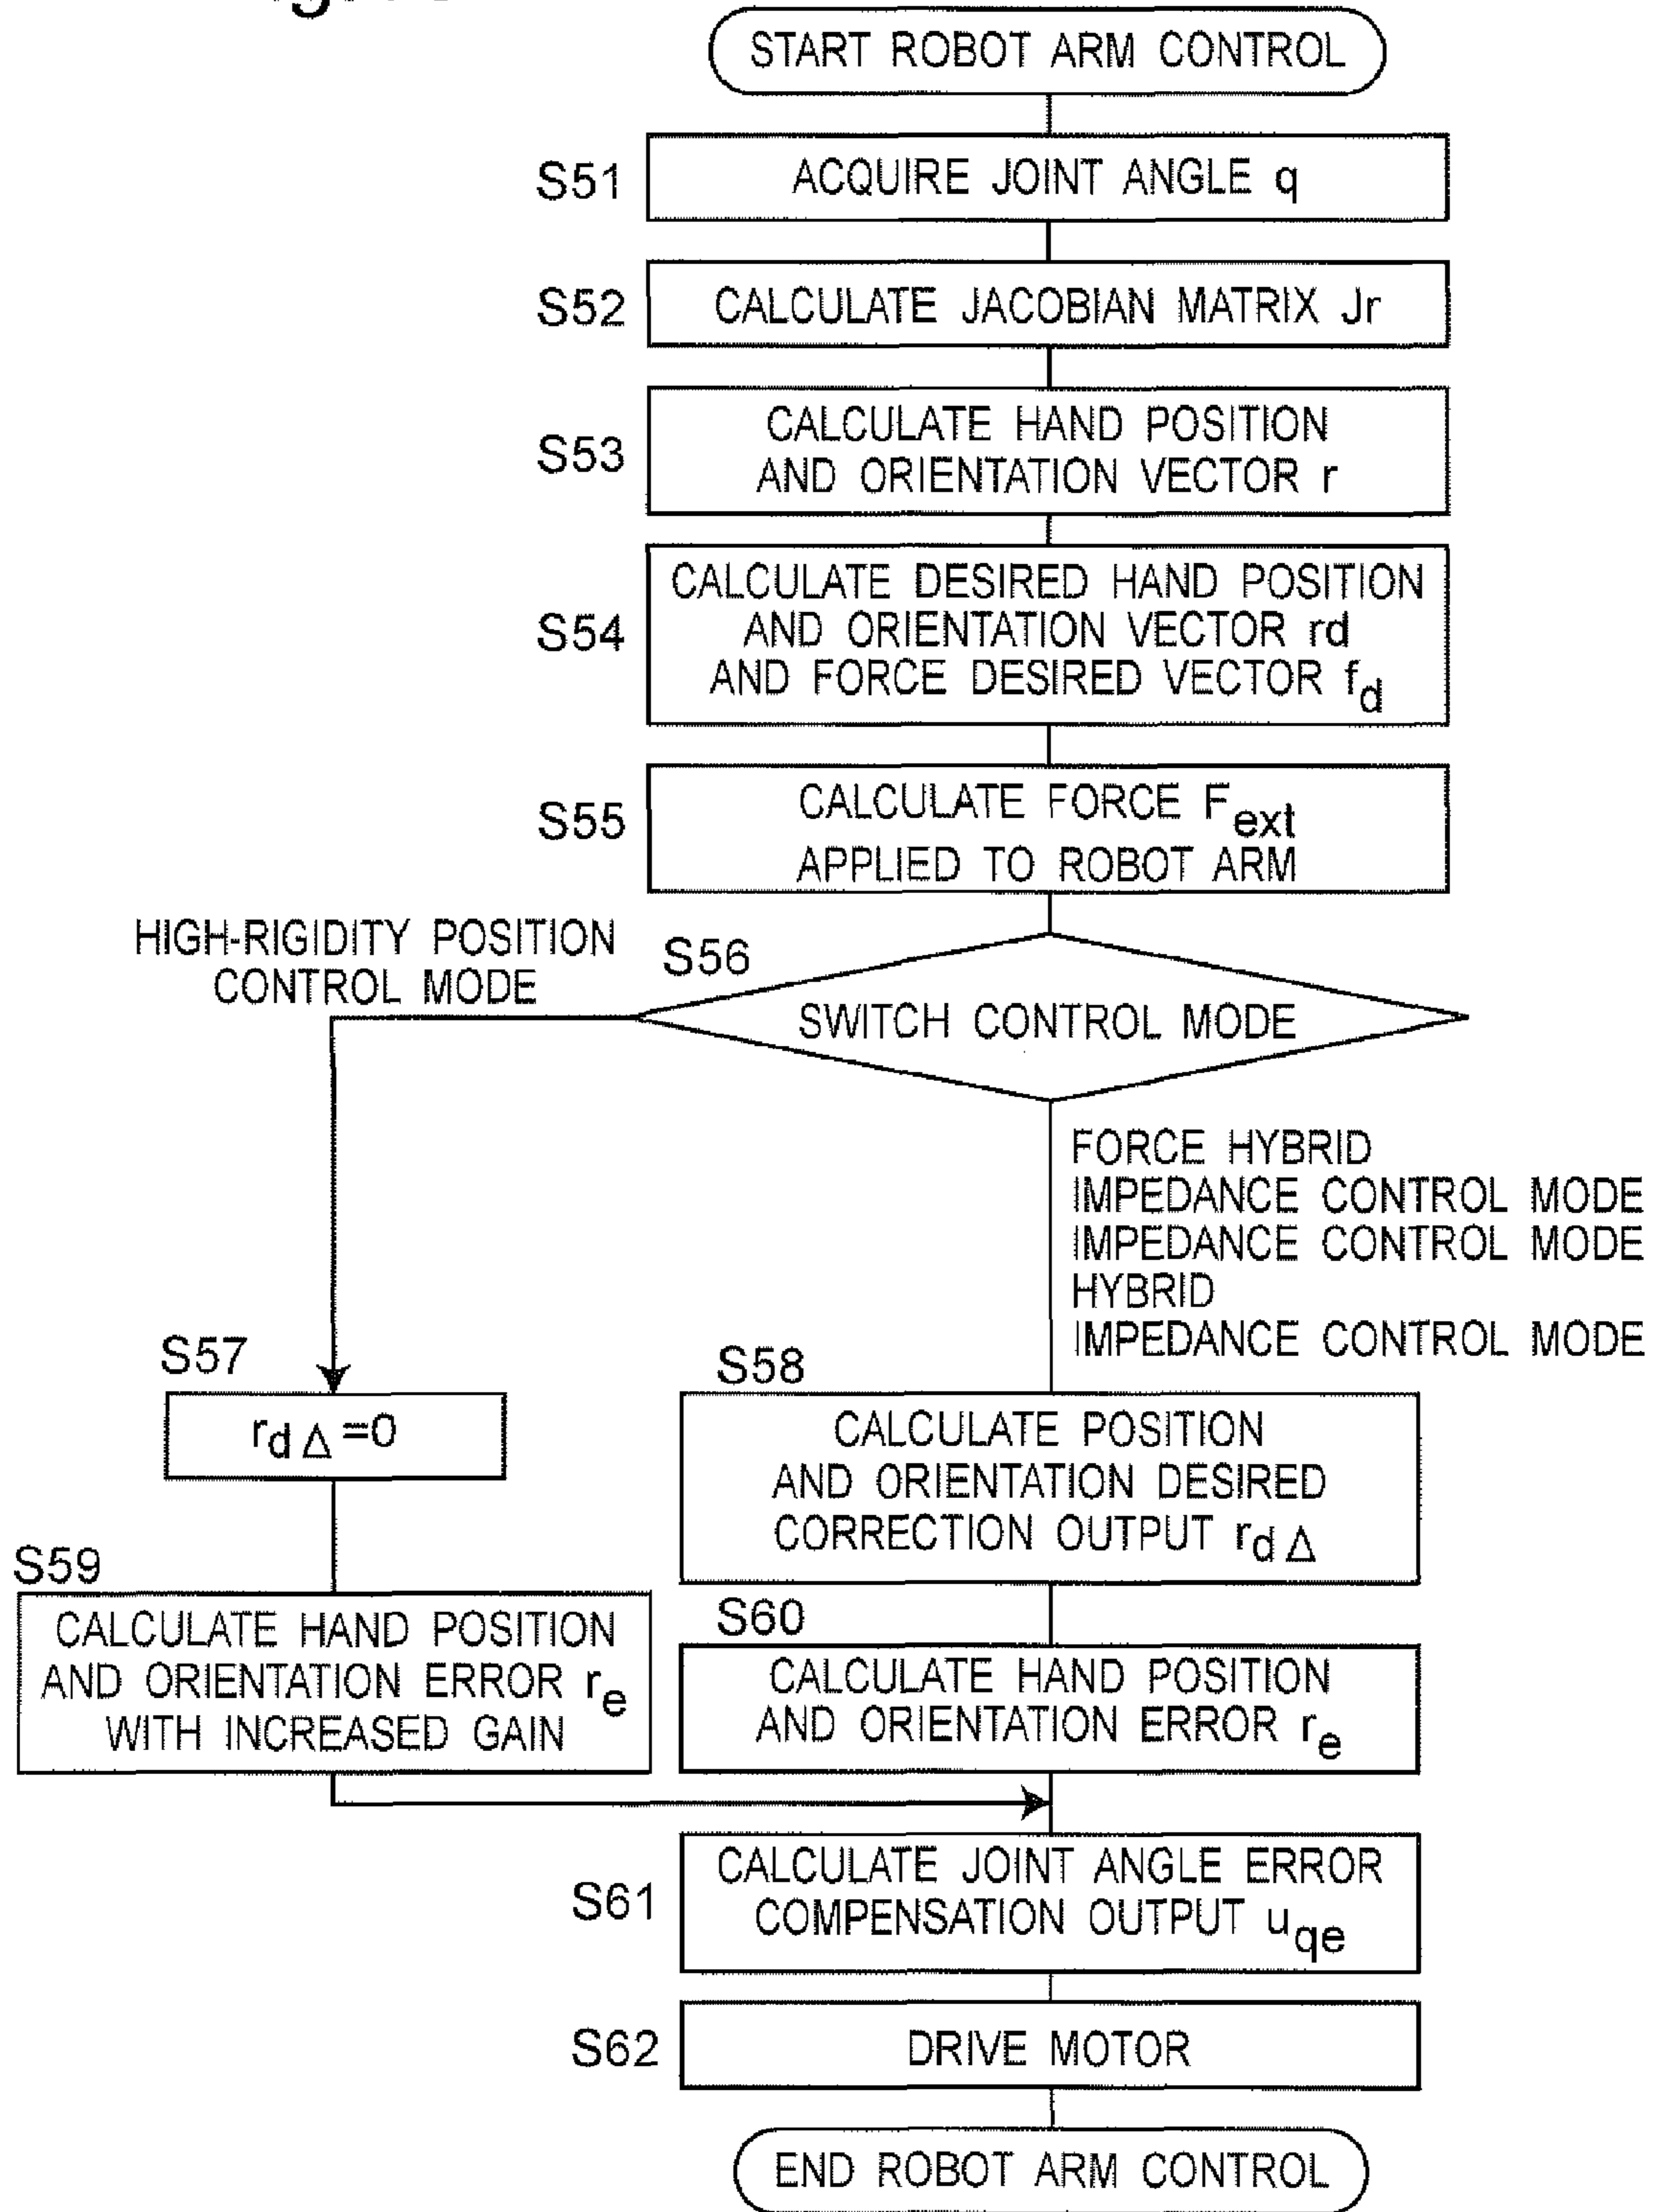 START ROBOT ARM CONTROL
S51
ACQUIRE JOINT ANGLE q
S52
CALCULATE JACOBIAN MATRIX Jr
S53
CALCULATE HAND POSITION
AND ORIENTATION VECTOR r
S54
CALCULATE DESIRED HAND POSITION
AND ORIENTATION VECTOR rd
AND FORCE DESIRED VECTOR fd
S55
CALCULATE FORCE Fext
APPLIED TO ROBOT ARM
HIGH-RIGIDITY POSITION
CONTROL MODE
S56
SWITCH CONTROL MODE
FORCE HYBRID
IMPEDANCE CONTROL MODE
IMPEDANCE CONTROL MODE
HYBRID
IMPEDANCE CONTROL MODE
S57
rdΔ=0
S58
CALCULATE POSITION
AND ORIENTATION DESIRED
CORRECTION OUTPUT rdΔ
S59
CALCULATE HAND POSITION
AND ORIENTATION ERROR re
WITH INCREASED GAIN
S60
CALCULATE HAND POSITION
AND ORIENTATION ERROR re
S61
CALCULATE JOINT ANGLE ERROR
COMPENSATION OUTPUT uqe
S62
DRIVE MOTOR
END ROBOT ARM CONTROL